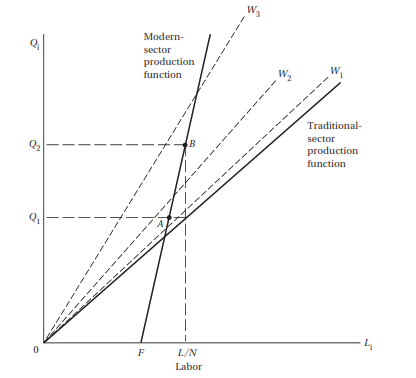 W3
Qi
Modern-
sector
production
function
W2
W1
Traditional-
sector
production
function
Q2
B
Q1
A
0
F
L/N
Li
Labor